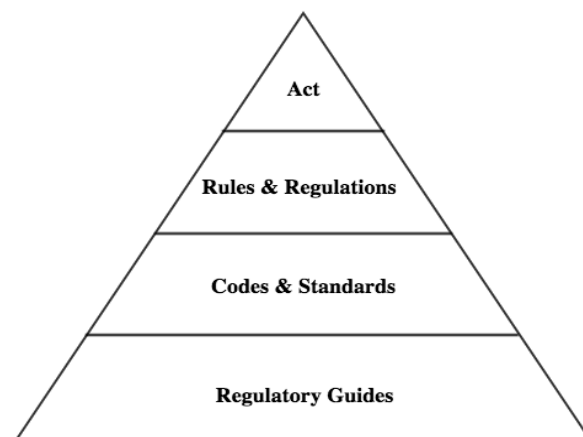 Act
Rules & Regulations
Codes & Standards
Regulatory Guides